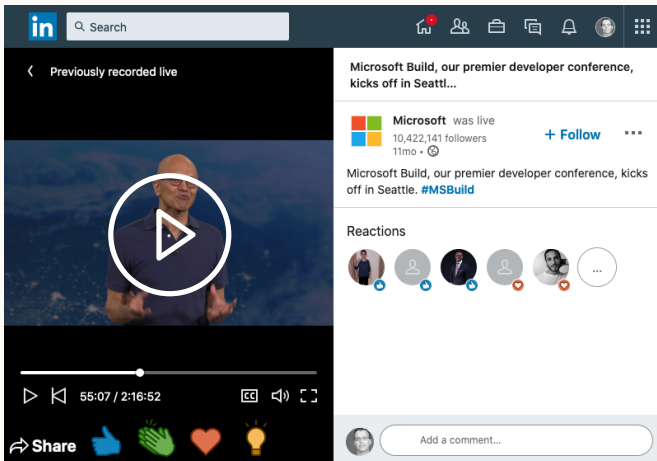 in
Search
Previously recorded live
Microsoft Build, our premier developer conference,
kicks off in Seattl...
Microsoft was live
10,422,141 followers
11mo •
+ Follow
Microsoft Build, our premier developer conference, kicks
off in Seattle. #MSBuild
Reactions
...
55:07 / 2:16:52
CC
Share
Add a comment...